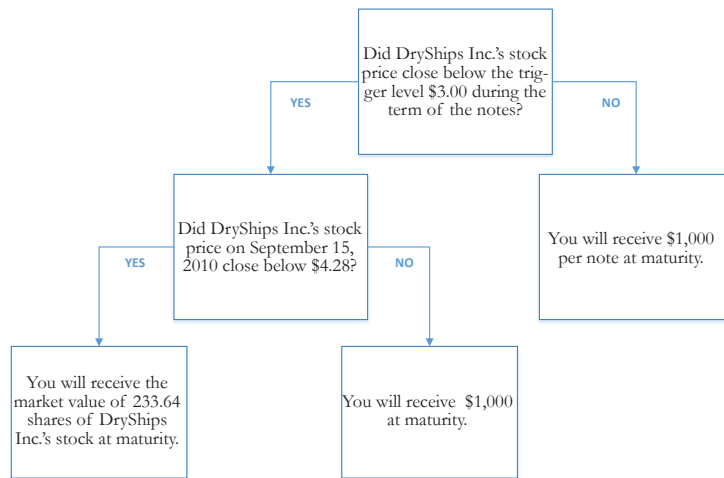 Did DryShips Inc.'s stock
price close below the trig-
ger level $3.00 during the
term of the notes?
YES
NO
Did DryShips Inc.'s stock
price on September 15,
2010 close below $4.28?
You will receive $1,000
per note at maturity.
YES
NO
You will receive the
market value of 233.64
shares of DryShips
Inc.'s stock at maturity.
You will receive $1,000
at maturity.